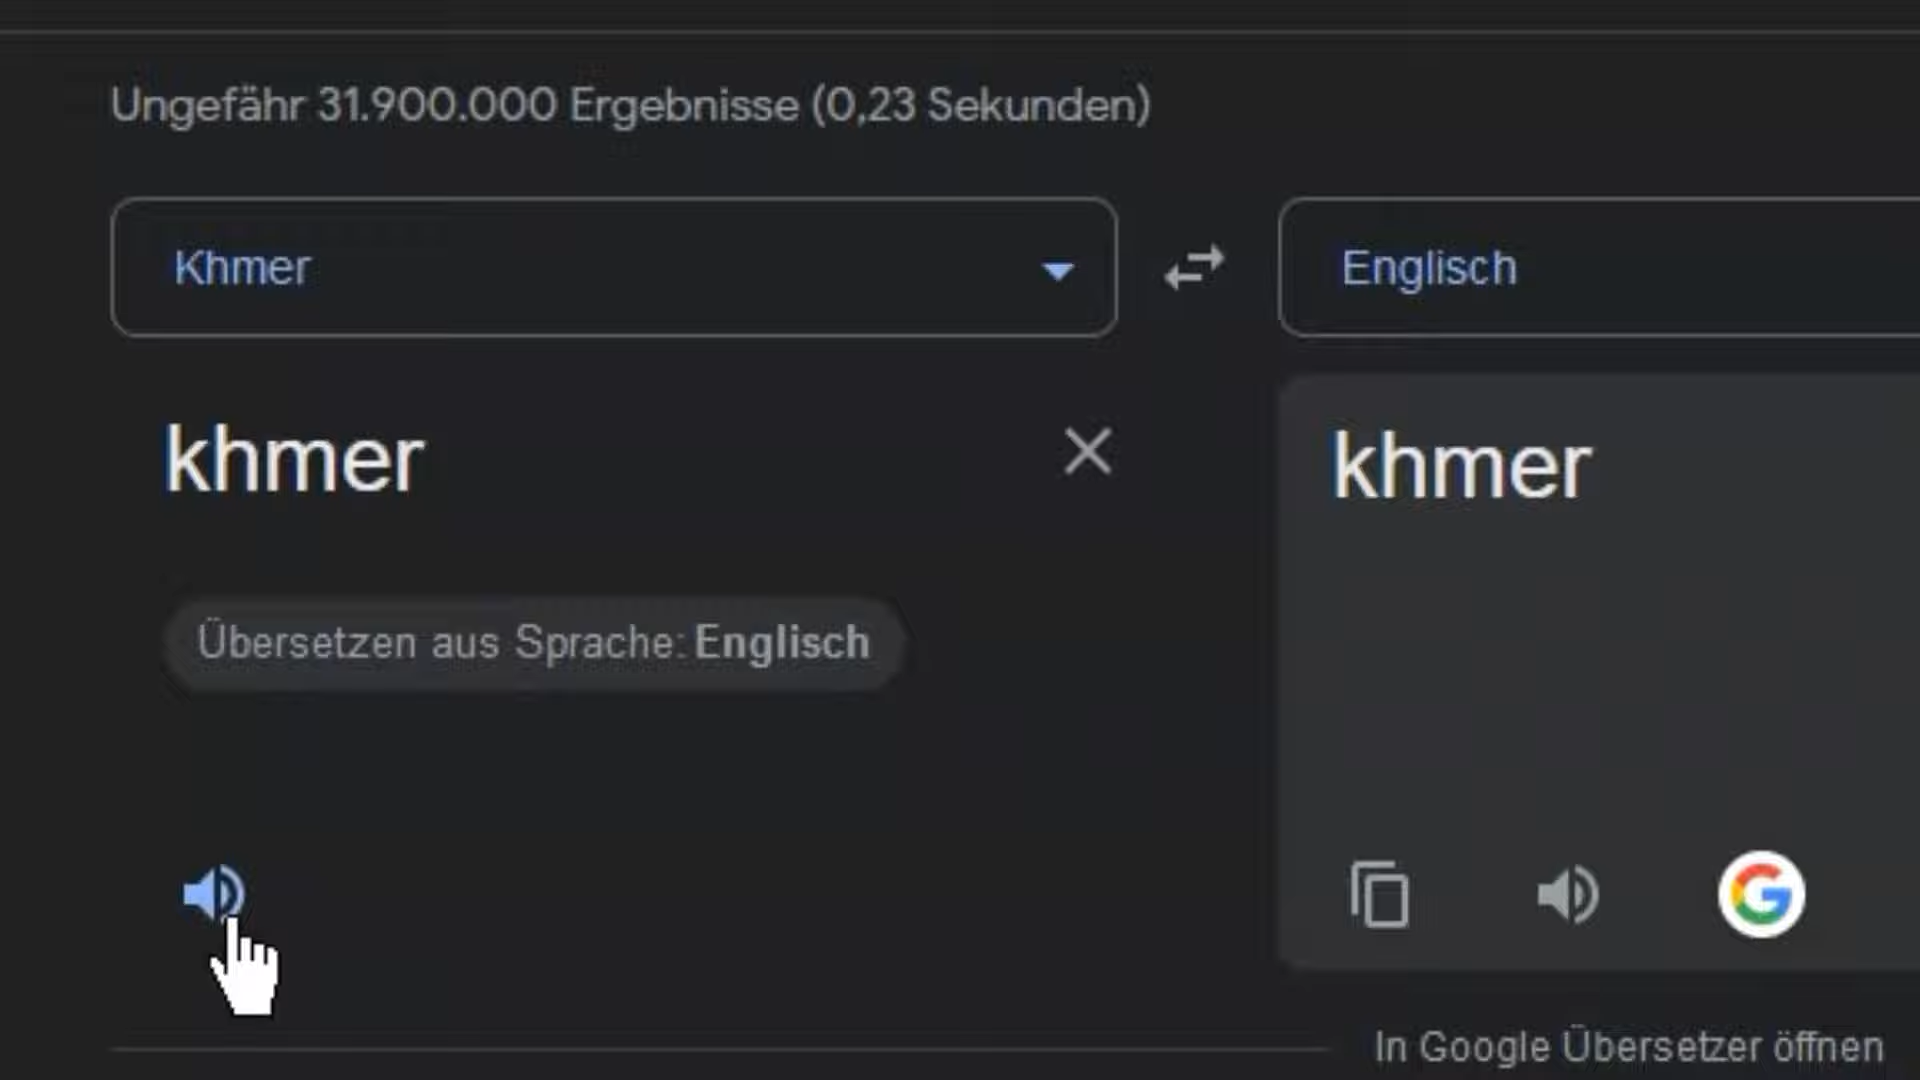 Ungefähr 31.900.000 Ergebnisse (0,23 Sekunden)
Khmer
Englisch
khmer
khmer
Übersetzen aus Sprache: Englisch
In Google Übersetzer öffnen